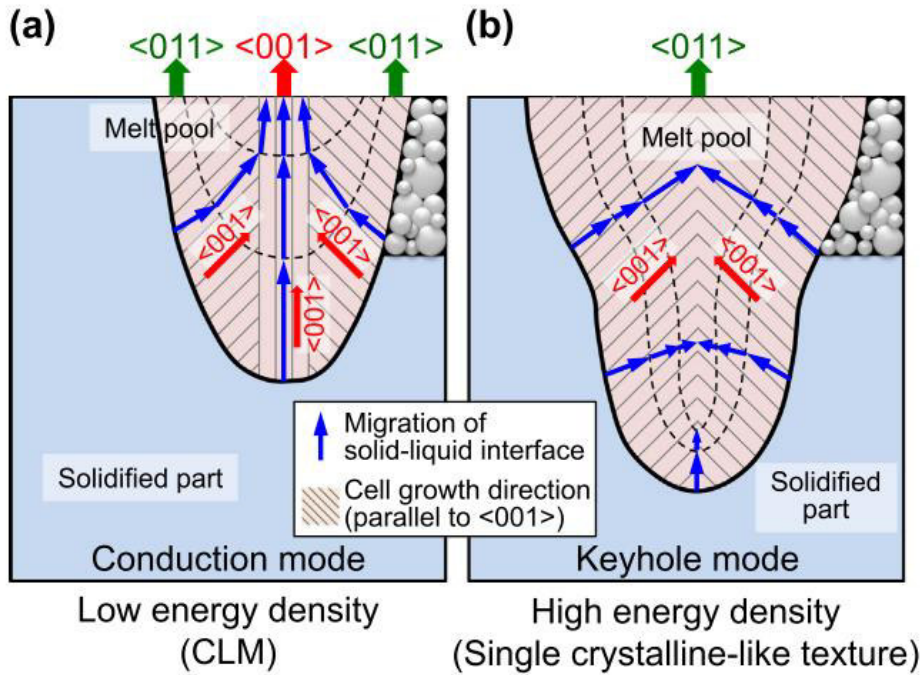 (a)
<011>
<001>
<011>
Melt pool
<001>
<001>
<001>
Solidified part
Conduction mode
Low energy density
(CLM)
(b)
<011>
Melt pool
<001>
<001>
Solidified
part
Keyhole mode
High energy density
(Single crystalline-like texture)
Migration of
solid-liquid interface
Cell growth direction
(parallel to <001>)